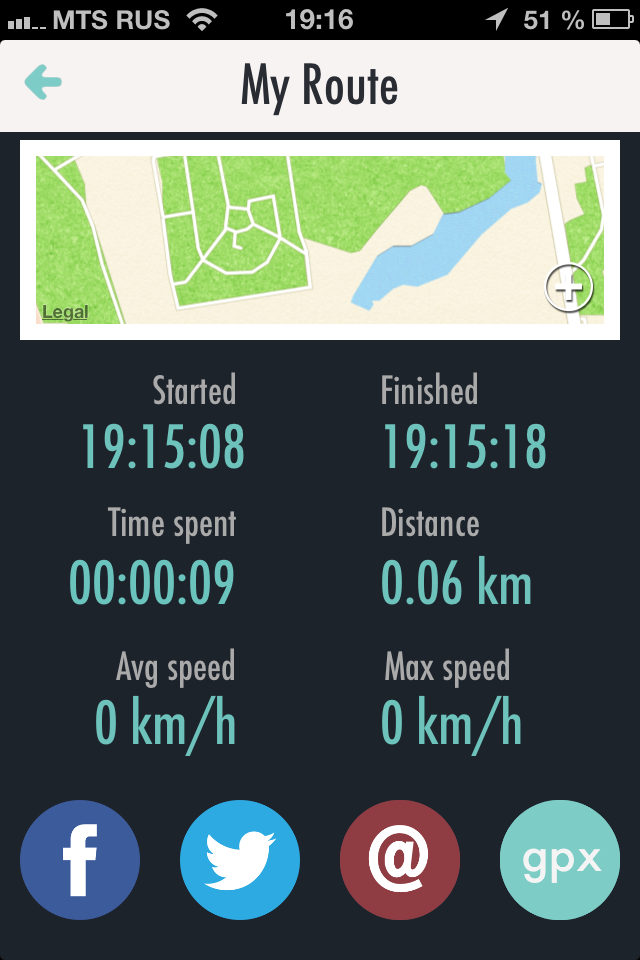 MTS RUS 19:16 51 %
My Route
Legal
Started Finished
19:15:08 19:15:18
Time spent Distance
00:00:09 0.06 km
Avg speed Max speed
0 km/h 0 km/h
f @ gpx